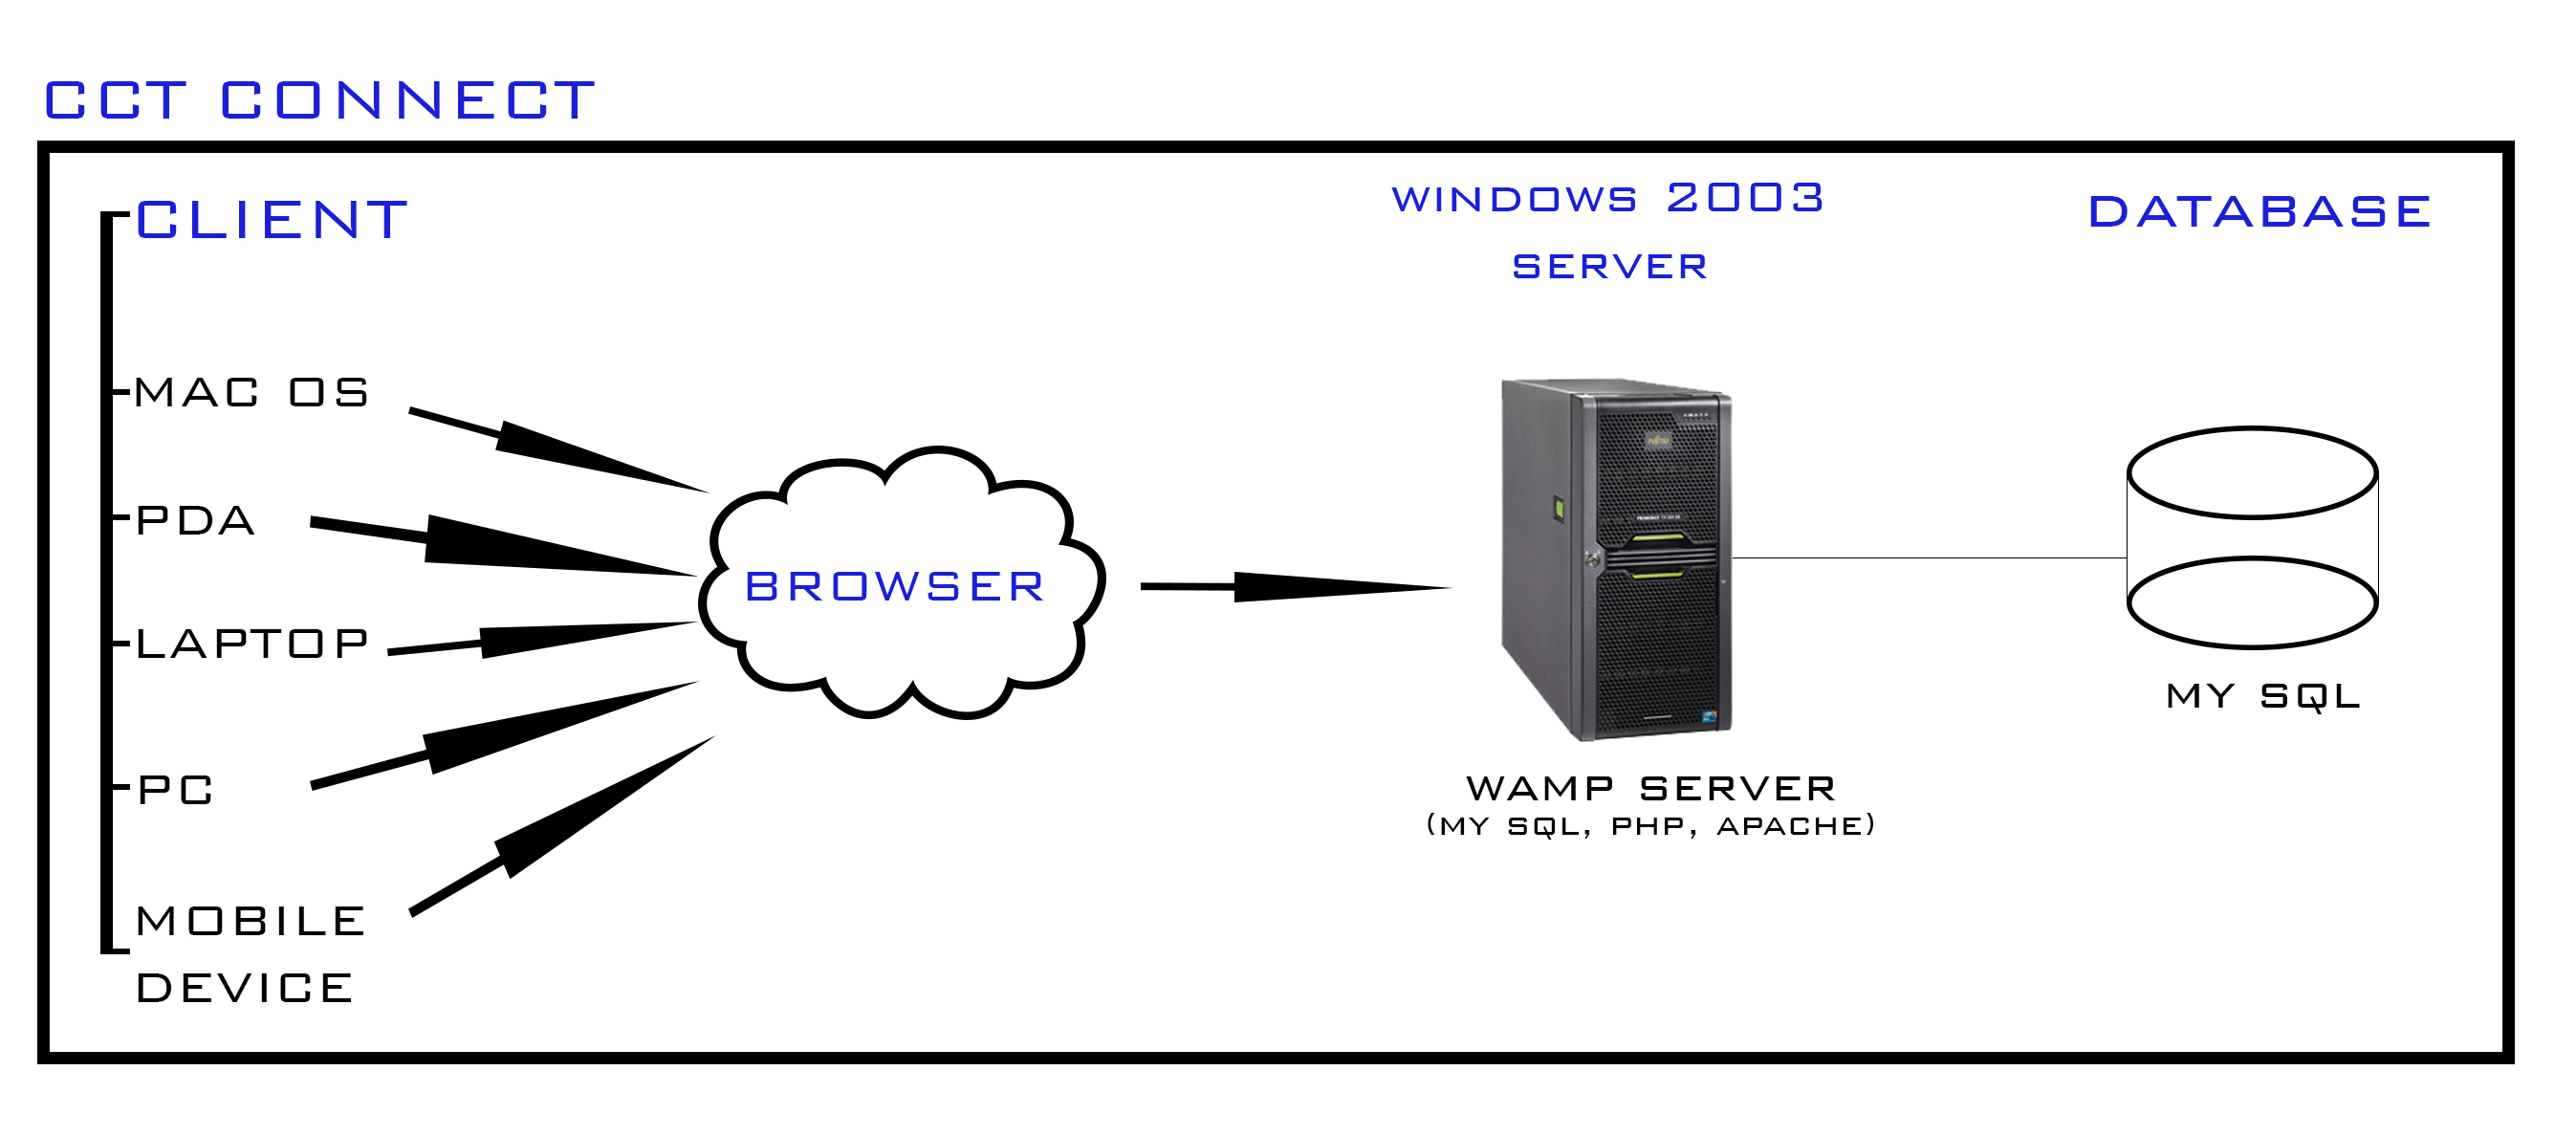 CCT CONNECT
CLIENT
MAC OS
PDA
LAPTOP
PC
MOBILE
DEVICE
BROWSER
WINDOWS 2003
SERVER
FUJITSU
WAMP SERVER
(MY SQL, PHP, APACHE)
DATABASE
MY SQL